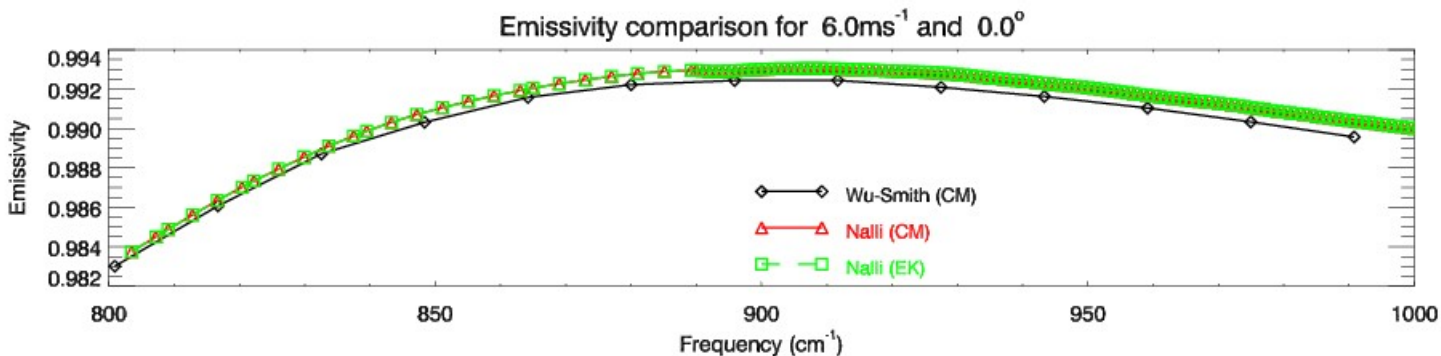 Emissivity comparison for 6.0ms⁻¹ and 0.0°
0.994
0.992
0.990
0.988
0.986
0.984
0.982
Emissivity
Wu-Smith (CM)
Nalli (CM)
Nalli (EK)
800 850 900 950 1000
Frequency (cm⁻¹)